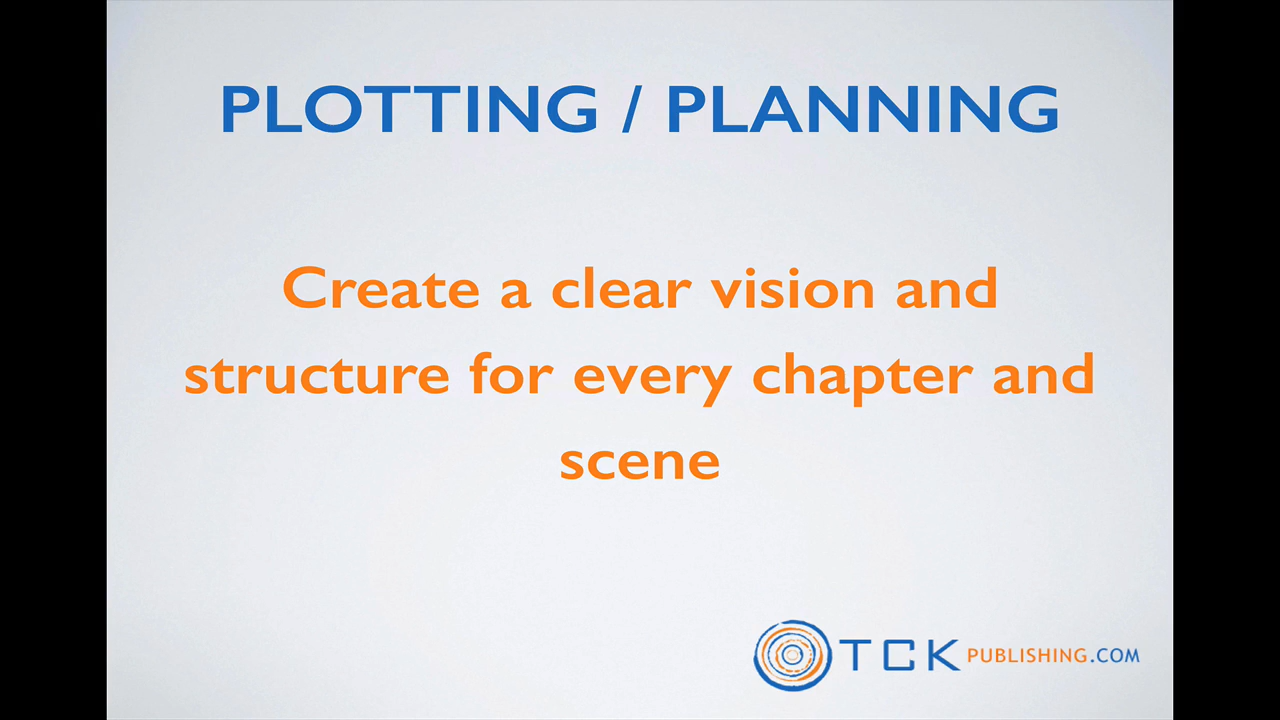 PLOTTING / PLANNING
Create a clear vision and
structure for every chapter and
scene
TCK PUBLISHING.COM